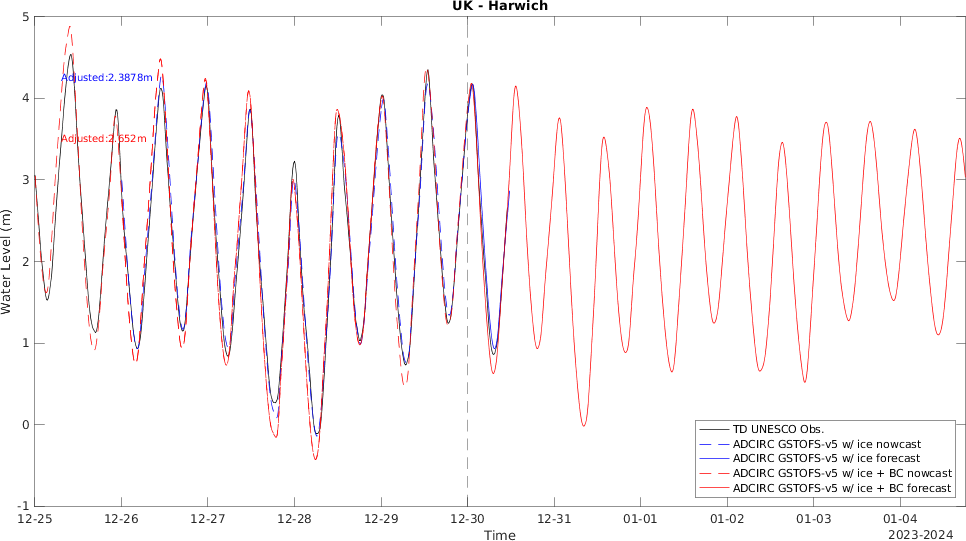 UK - Harwich
5
4
3
2
1
0
-1
Water Level (m)
Adjusted:2.3878m
Adjusted:2.552m
TD UNESCO Obs.
ADCIRC GSTOFS-v5 w/ ice nowcast
ADCIRC GSTOFS-v5 w/ ice forecast
ADCIRC GSTOFS-v5 w/ ice + BC nowcast
ADCIRC GSTOFS-v5 w/ ice + BC forecast
12-25 12-26 12-27 12-28 12-29 12-30 12-31 01-01 01-02 01-03 01-04
Time
2023-2024